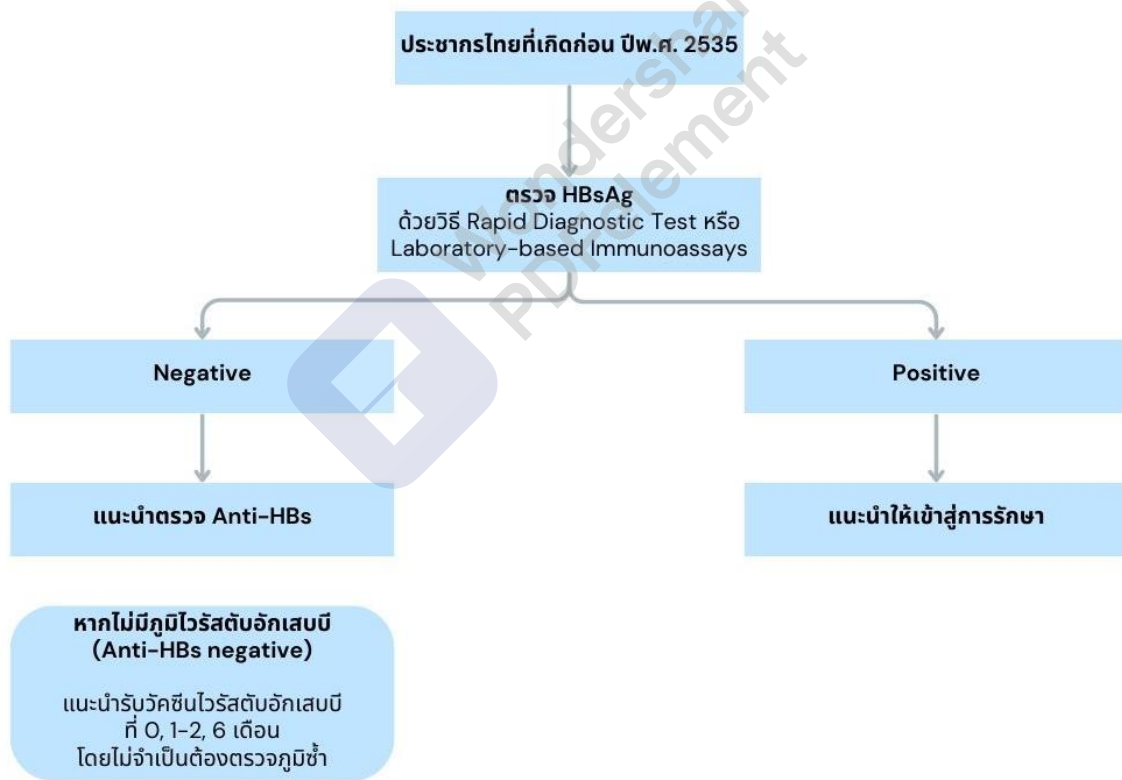 ประชากรไทยที่เกิดก่อน ปีพ.ศ. 2535
ตรวจ HBsAg
ด้วยวิธี Rapid Diagnostic Test หรือ
Laboratory-based Immunoassays
Negative
Positive
แนะนำตรวจ Anti-HBs
แนะนำให้เข้าสู่การรักษา
หากไม่มีภูมิไวรัสตับอักเสบบี
(Anti-HBs negative)
แนะนำรับวัคซีนไวรัสตับอักเสบบี
ที่ 0, 1-2, 6 เดือน
โดยไม่จำเป็นต้องตรวจภูมิซ้ำ
Wondershare
PDFelement